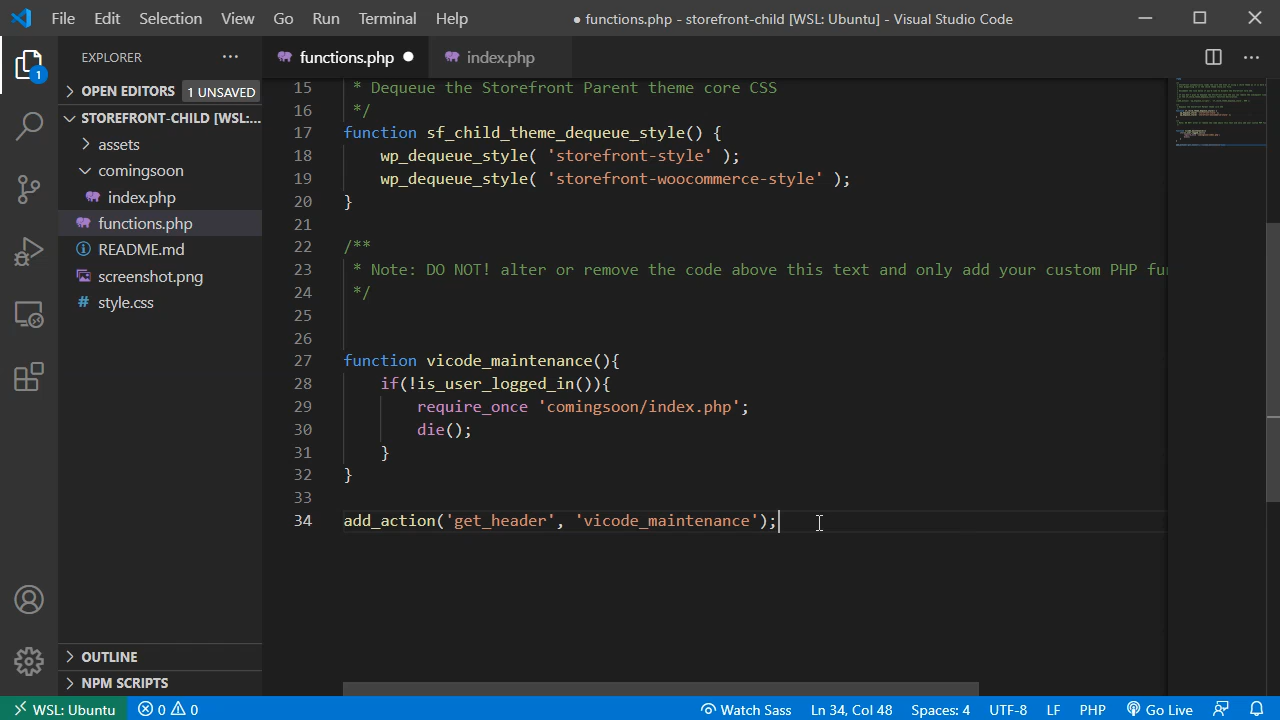 File Edit Selection View Go Run Terminal Help ● functions.php - storefront-child [WSL: Ubuntu] - Visual Studio Code
EXPLORER ··· functions.php index.php
OPEN EDITORS 1 UNSAVED
STOREFRONT-CHILD [WSL:...
assets
comingsoon
index.php
functions.php
README.md
screenshot.png
style.css
OUTLINE
NPM SCRIPTS
1
15 * Dequeue the Storefront Parent theme core CSS
16 */
17 function sf_child_theme_dequeue_style() {
18 wp_dequeue_style( 'storefront-style' );
19 wp_dequeue_style( 'storefront-woocommerce-style' );
20 }
21
22 /**
23 * Note: DO NOT! alter or remove the code above this text and only add your custom PHP fu
24 */
25
26
27 function vicode_maintenance(){
28 if(!is_user_logged_in()){
29 require_once 'comingsoon/index.php';
30 die();
31 }
32 }
33
34 add_action('get_header', 'vicode_maintenance');
WSL: Ubuntu 0 0 Watch Sass Ln 34, Col 48 Spaces: 4 UTF-8 LF PHP Go Live